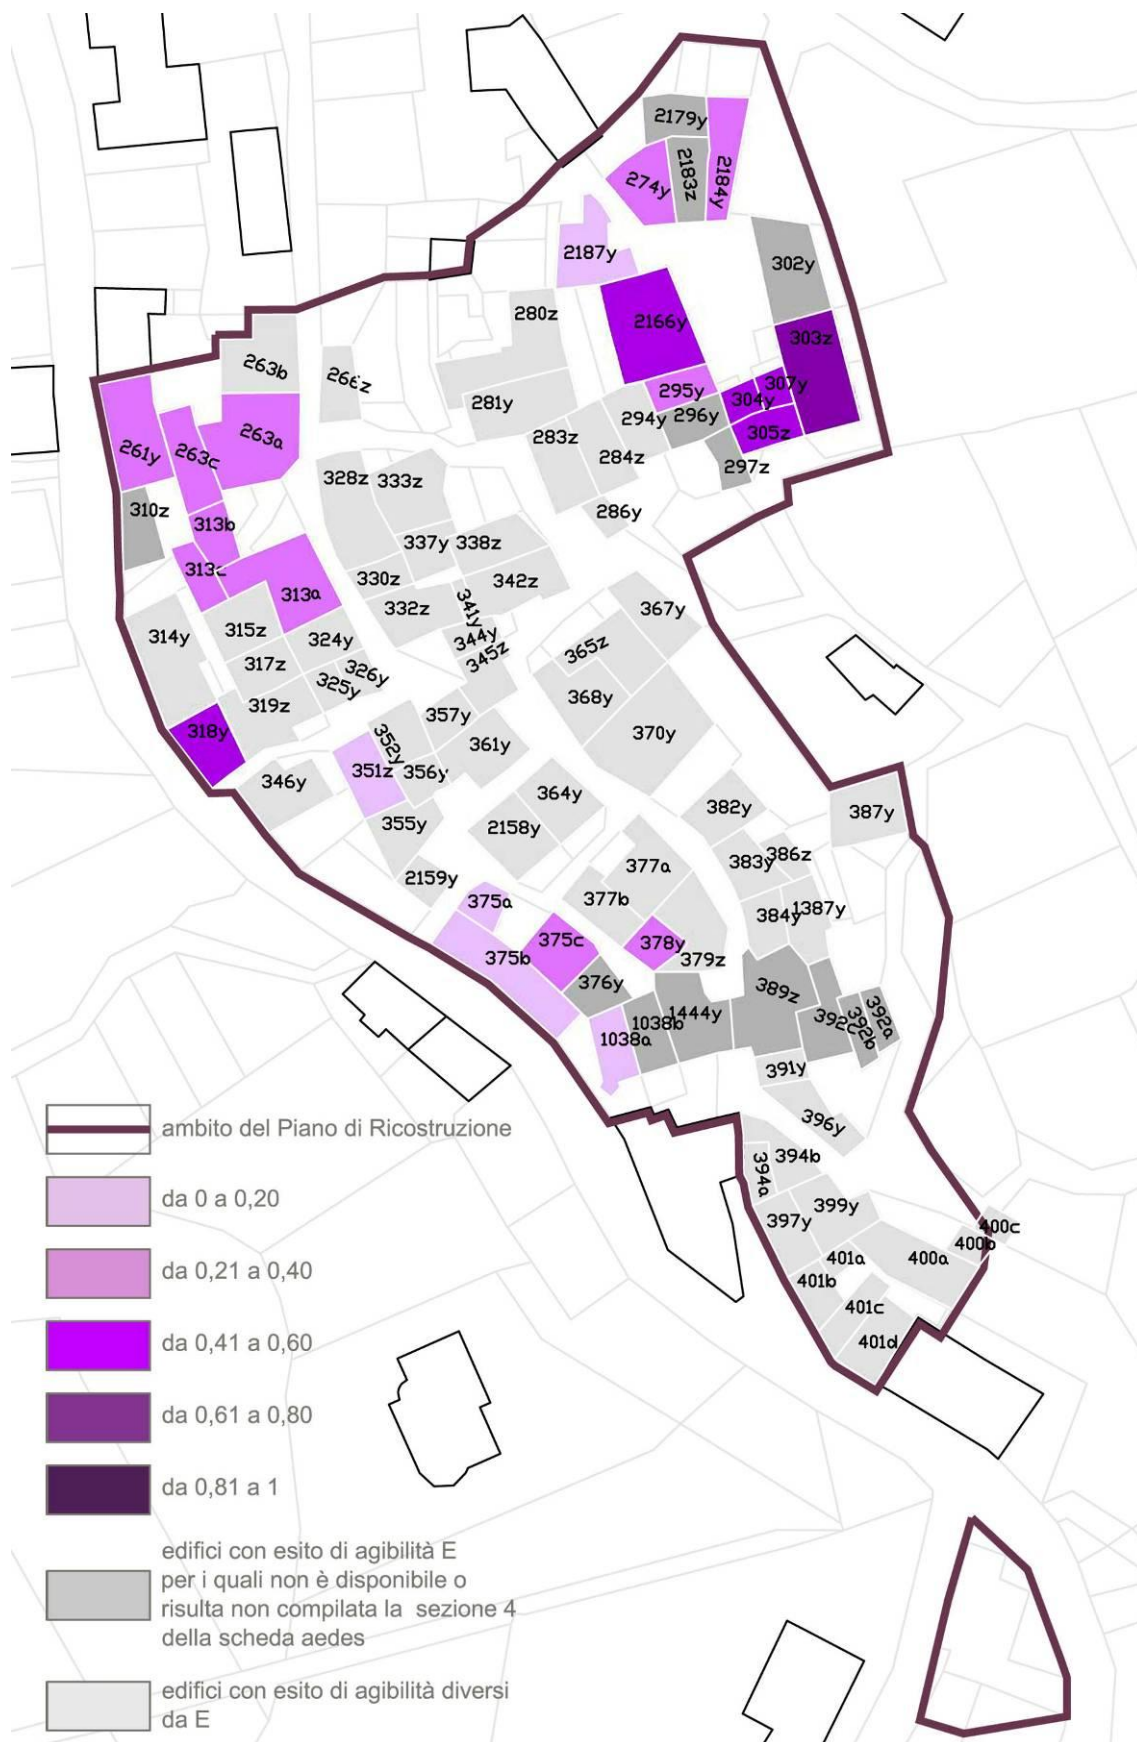 2179y
2183z
2184y
274y
2187y
302y
280z
2166y
303z
263b
266z
295y
307y
304y
281y
294y
296y
305z
261y
263c
263a
283z
284z
297z
310z
328z
333z
286y
313b
337y
338z
313c
330z
342z
313a
332z
341y
367y
314y
315z
324y
344y
345z
365z
317z
326y
325y
368y
318y
319z
357y
370y
352y
361y
351z
356y
346y
364y
382y
387y
355y
2158y
377a
383y
386z
2159y
377b
375a
384y
1387y
375c
378y
375b
379z
376y
389z
1038b
1444y
392c
392b
392a
1038a
391y
396y
394b
394a
399y
397y
400c
400b
401a
400a
401b
401c
401d
ambito del Piano di Ricostruzione
da 0 a 0,20
da 0,21 a 0,40
da 0,41 a 0,60
da 0,61 a 0,80
da 0,81 a 1
edifici con esito di agibilità E
per i quali non è disponibile o
risulta non compilata la sezione 4
della scheda aedes
edifici con esito di agibilità diversi
da E